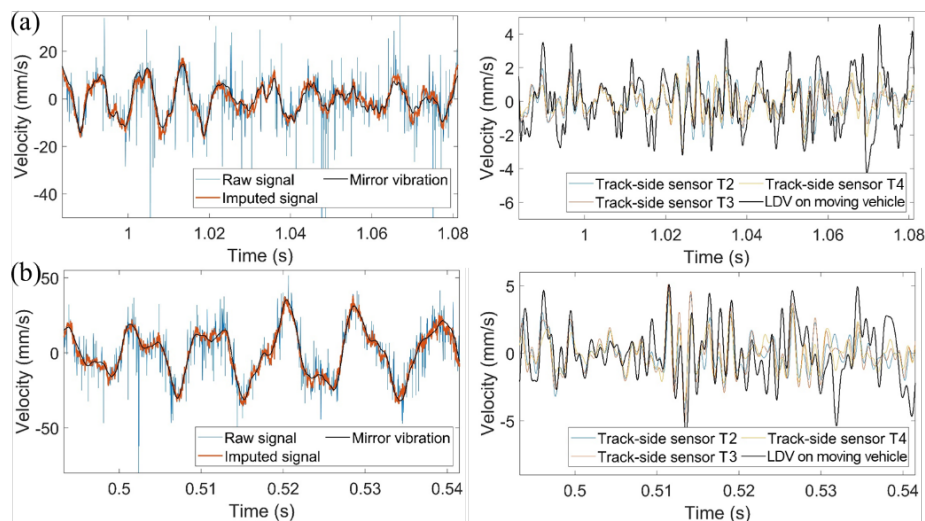 (a)
Velocity (mm/s)
20
0
-20
-40
Raw signal
Mirror vibration
Imputed signal
1
1.02
1.04
1.06
1.08
Time (s)
Velocity (mm/s)
4
2
0
-2
-4
-6
Track-side sensor T2
Track-side sensor T4
Track-side sensor T3
LDV on moving vehicle
1
1.02
1.04
1.06
1.08
Time (s)
(b)
Velocity (mm/s)
50
0
-50
Raw signal
Mirror vibration
Imputed signal
0.5
0.51
0.52
0.53
0.54
Time (s)
Velocity (mm/s)
5
0
-5
Track-side sensor T2
Track-side sensor T4
Track-side sensor T3
LDV on moving vehicle
0.5
0.51
0.52
0.53
0.54
Time (s)